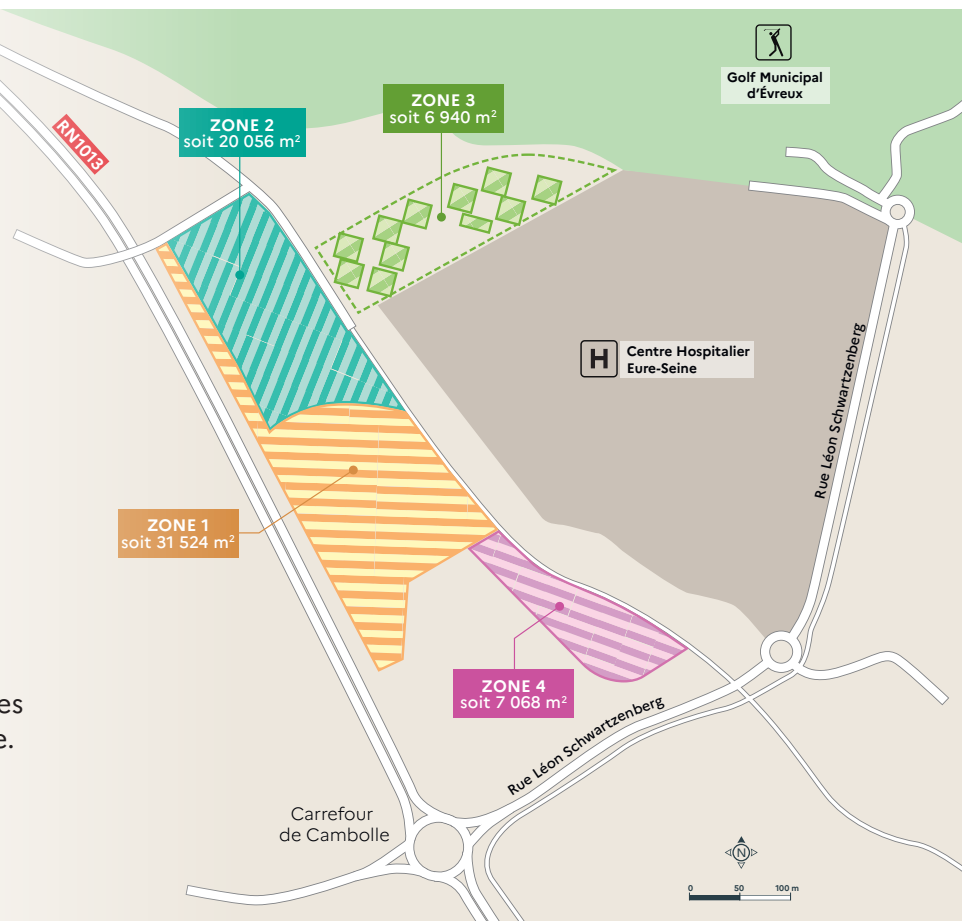 Golf Municipal
d'Évreux
ZONE 3
soit 6 940 m²
ZONE 2
soit 20 056 m²
RN1013
H
Centre Hospitalier
Eure-Seine
Rue Léon Schwartzenberg
ZONE 1
soit 31 524 m²
ZONE 4
soit 7 068 m²
es
e.
Rue Léon Schwartzenberg
Carrefour
de Cambolle
N
0 50 100 m